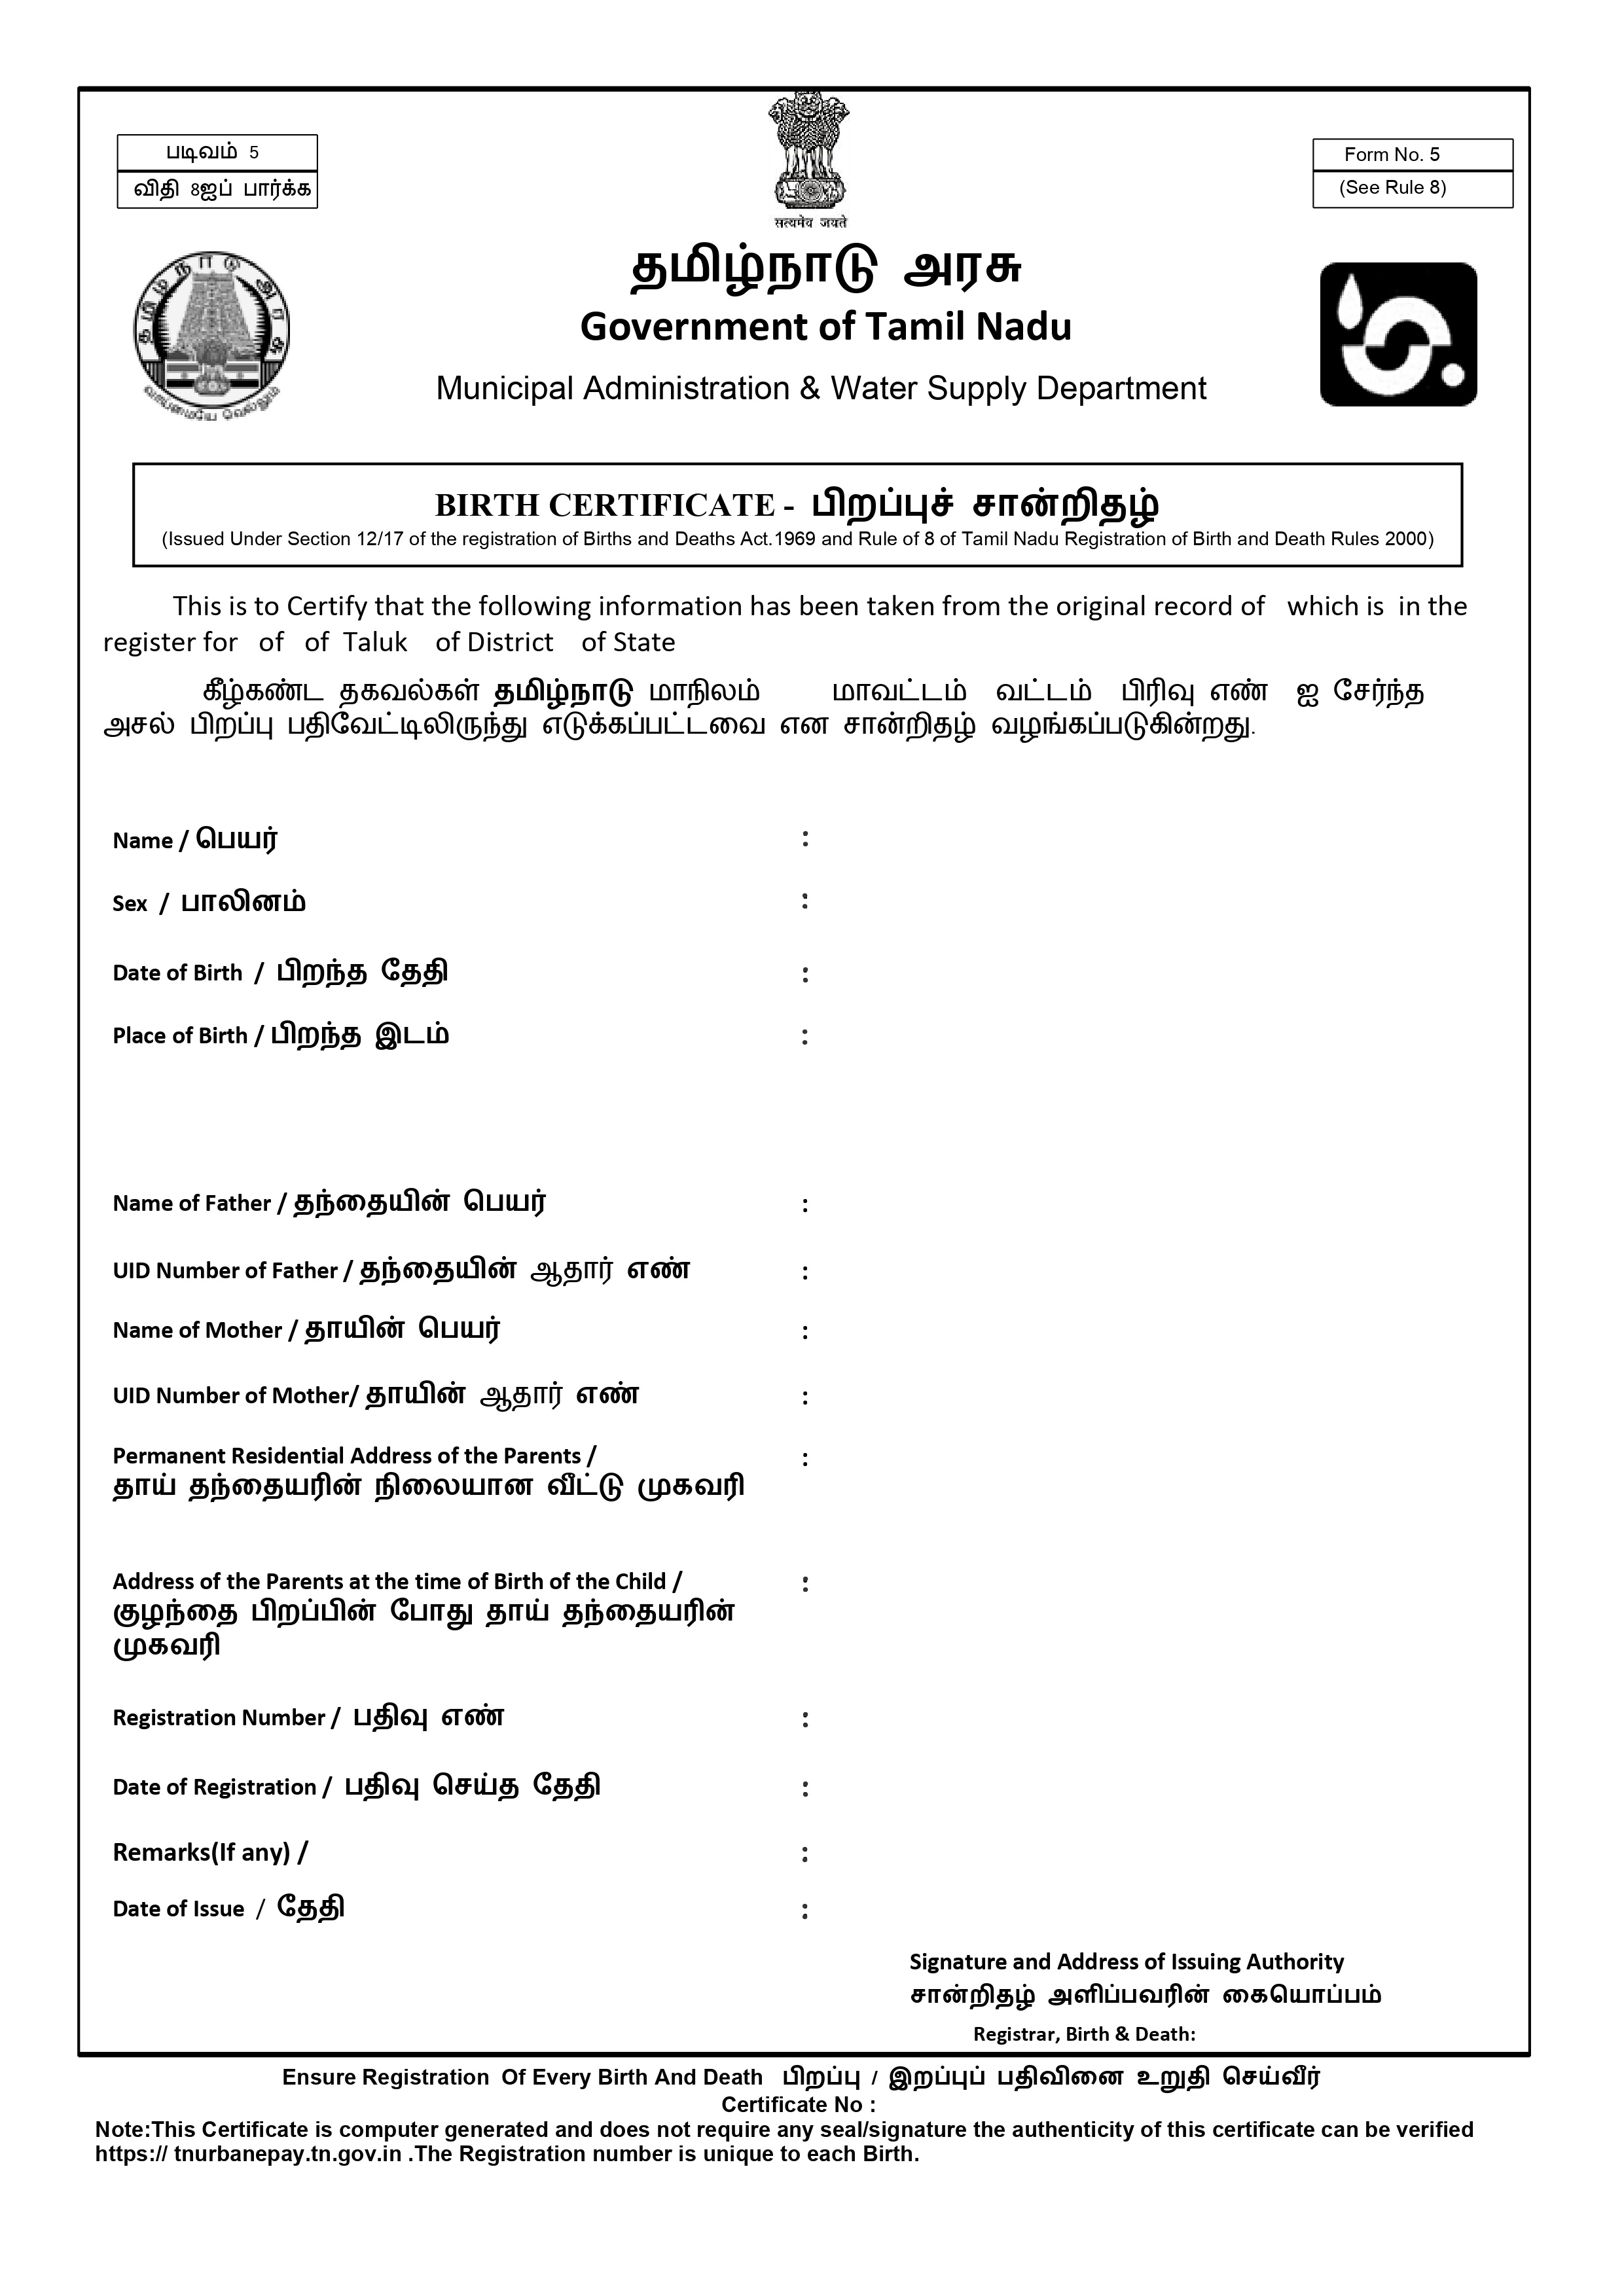 படிவம் 5
விதி 8ஐப் பார்க்க
Form No. 5
(See Rule 8)
सत्यमेव जयते
தமிழ்நாடு அரசு
வாய்மையே வெல்லும்
தமிழ்நாடு அரசு
Government of Tamil Nadu
Municipal Administration & Water Supply Department
BIRTH CERTIFICATE - பிறப்புச் சான்றிதழ்
(Issued Under Section 12/17 of the registration of Births and Deaths Act.1969 and Rule of 8 of Tamil Nadu Registration of Birth and Death Rules 2000)
This is to Certify that the following information has been taken from the original record of which is in the
register for of of Taluk of District of State
கீழ்கண்ட தகவல்கள் தமிழ்நாடு மாநிலம் மாவட்டம் வட்டம் பிரிவு எண் ஐ சேர்ந்த
அசல் பிறப்பு பதிவேட்டிலிருந்து எடுக்கப்பட்டவை என சான்றிதழ் வழங்கப்படுகின்றது.
Name / பெயர் :
Sex / பாலினம் :
Date of Birth / பிறந்த தேதி :
Place of Birth / பிறந்த இடம் :
Name of Father / தந்தையின் பெயர் :
UID Number of Father / தந்தையின் ஆதார் எண் :
Name of Mother / தாயின் பெயர் :
UID Number of Mother/ தாயின் ஆதார் எண் :
Permanent Residential Address of the Parents / :
தாய் தந்தையரின் நிலையான வீட்டு முகவரி
Address of the Parents at the time of Birth of the Child / :
குழந்தை பிறப்பின் போது தாய் தந்தையரின்
முகவரி
Registration Number / பதிவு எண் :
Date of Registration / பதிவு செய்த தேதி :
Remarks(If any) / :
Date of Issue / தேதி :
Signature and Address of Issuing Authority
சான்றிதழ் அளிப்பவரின் கையொப்பம்
Registrar, Birth & Death:
Ensure Registration Of Every Birth And Death பிறப்பு / இறப்புப் பதிவினை உறுதி செய்வீர்
Certificate No :
Note:This Certificate is computer generated and does not require any seal/signature the authenticity of this certificate can be verified
https:// tnurbanepay.tn.gov.in .The Registration number is unique to each Birth.